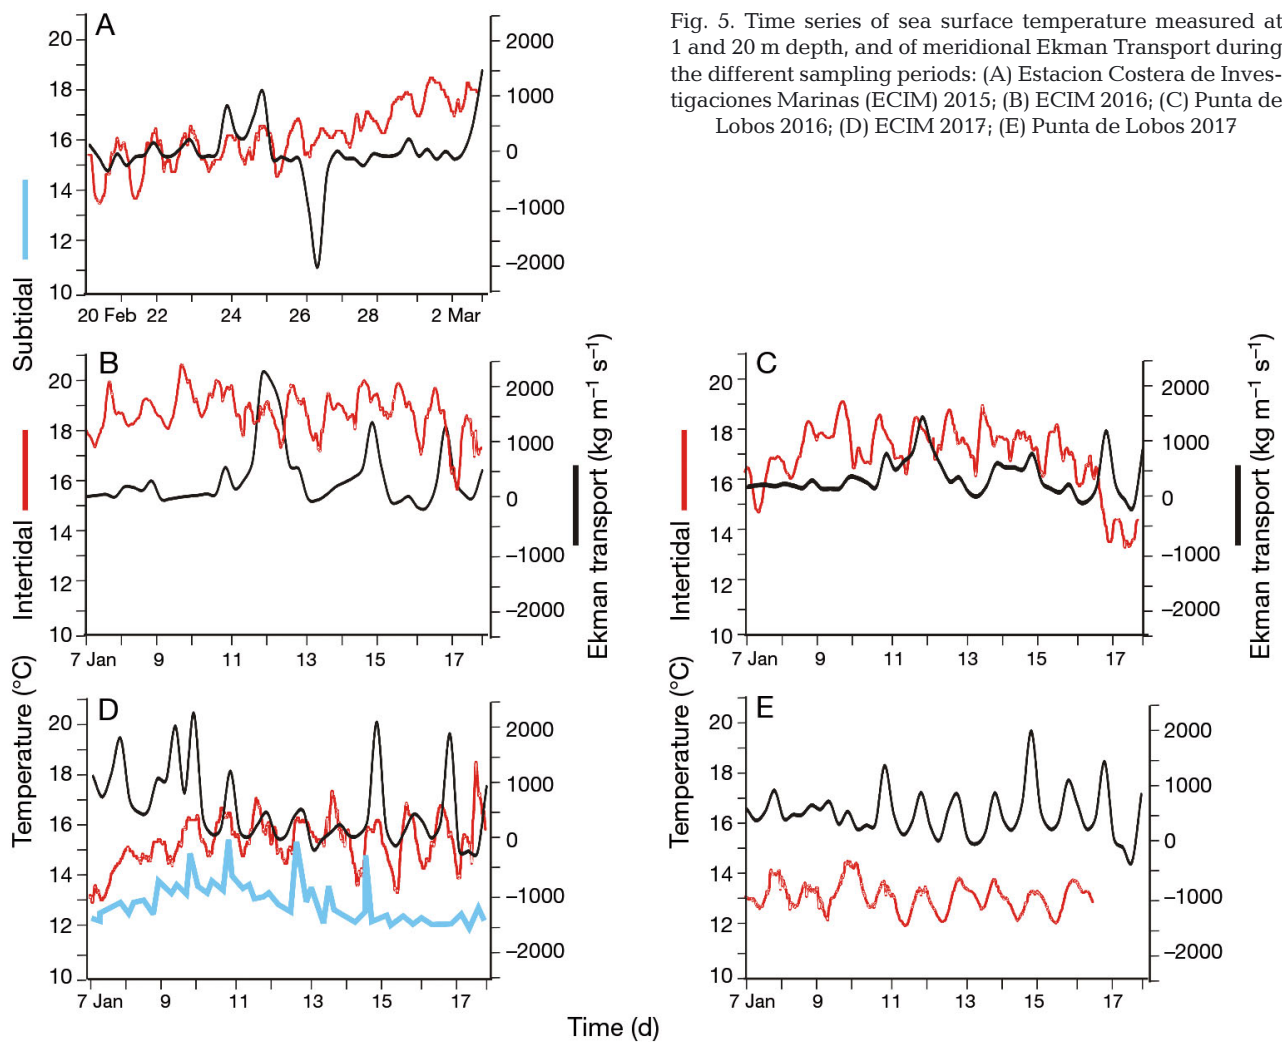 Fig. 5. Time series of sea surface temperature measured at
1 and 20 m depth, and of meridional Ekman Transport during
the different sampling periods: (A) Estacion Costera de Inves-
tigaciones Marinas (ECIM) 2015; (B) ECIM 2016; (C) Punta de
Lobos 2016; (D) ECIM 2017; (E) Punta de Lobos 2017
A
20
18
16
14
12
10
2000
1000
0
–1000
–2000
20 Feb 22 24 26 28 2 Mar
B
20
18
16
14
12
10
2000
1000
0
–1000
–2000
7 Jan 9 11 13 15 17
C
20
18
16
14
12
10
2000
1000
0
–1000
–2000
7 Jan 9 11 13 15 17
D
20
18
16
14
12
10
2000
1000
0
–1000
–2000
7 Jan 9 11 13 15 17
E
20
18
16
14
12
10
2000
1000
0
–1000
–2000
7 Jan 9 11 13 15 17
Temperature (°C)
Intertidal
Subtidal
Ekman transport (kg m⁻¹ s⁻¹)
Temperature (°C)
Intertidal
Ekman transport (kg m⁻¹ s⁻¹)
Time (d)